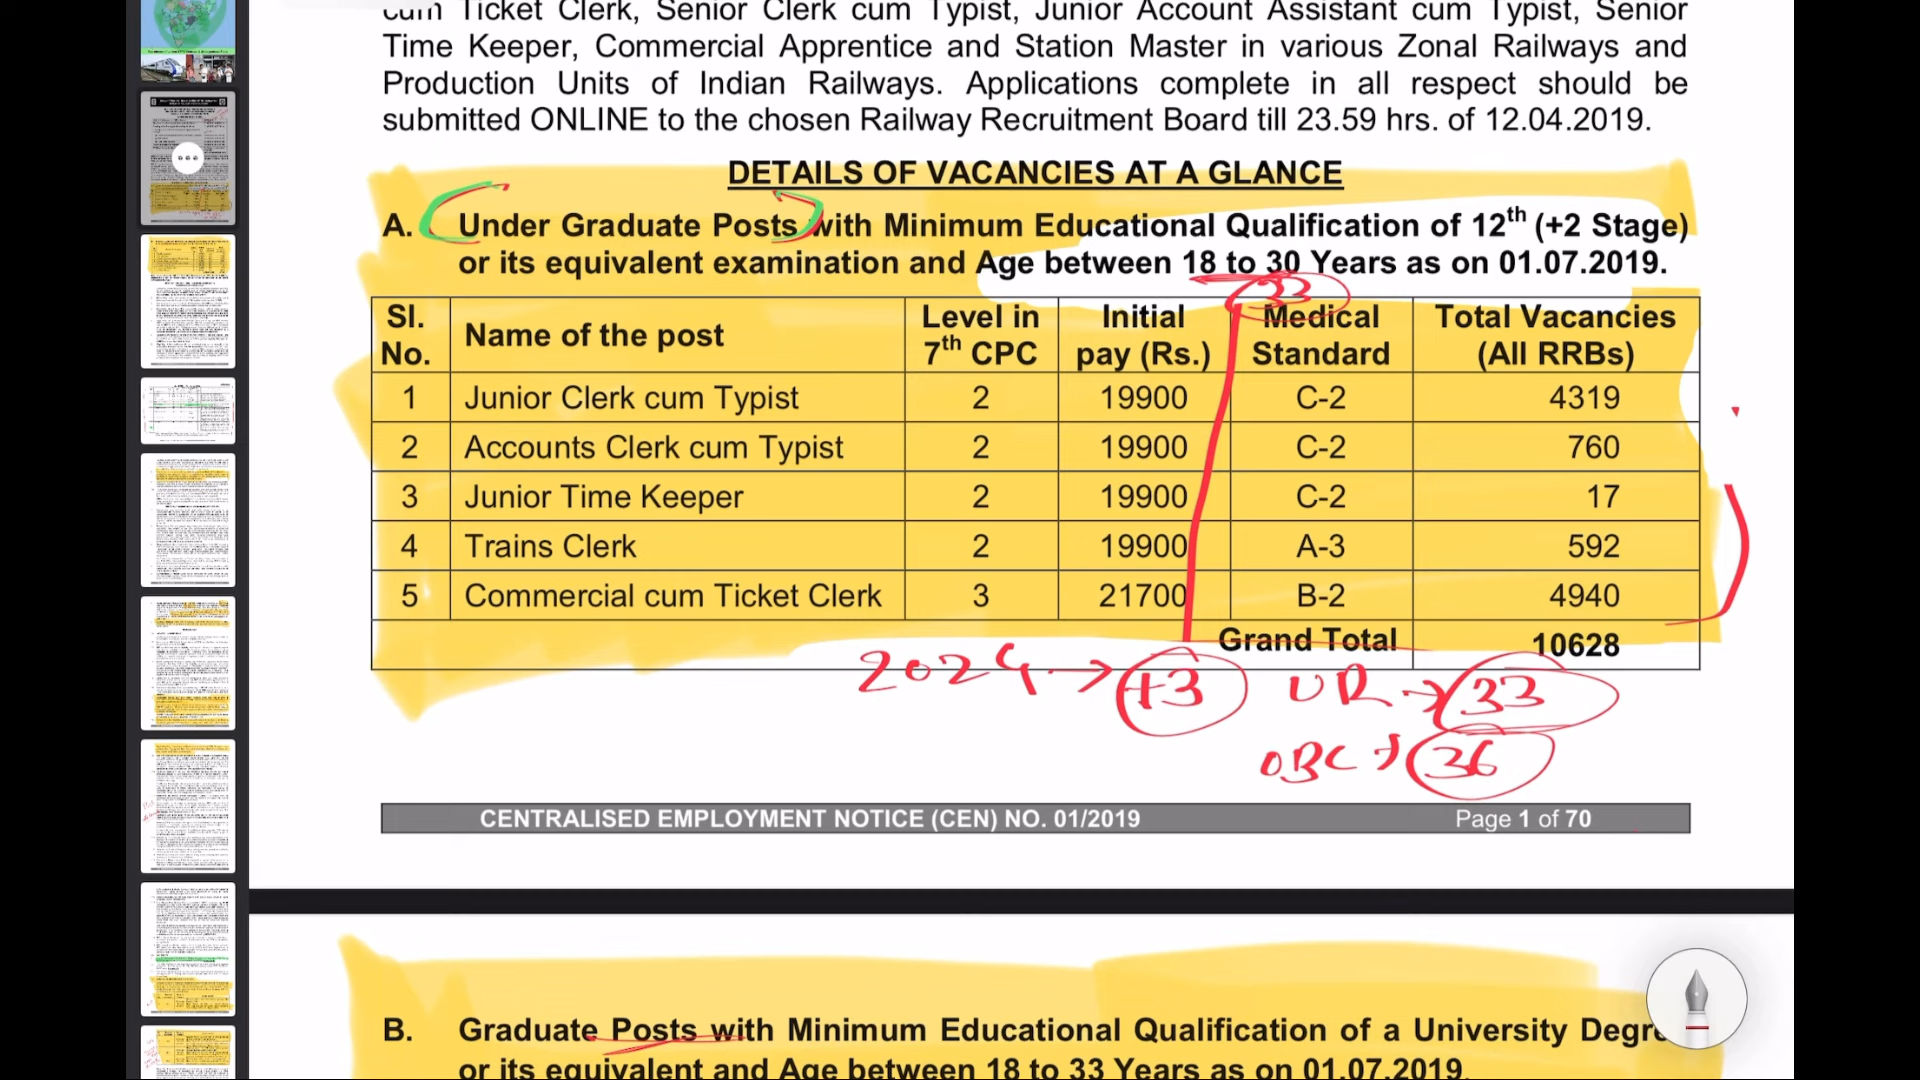 cum Ticket Clerk, Senior Clerk cum Typist, Junior Account Assistant cum Typist, Senior
Time Keeper, Commercial Apprentice and Station Master in various Zonal Railways and
Production Units of Indian Railways. Applications complete in all respect should be
submitted ONLINE to the chosen Railway Recruitment Board till 23.59 hrs. of 12.04.2019.
DETAILS OF VACANCIES AT A GLANCE
A. Under Graduate Posts with Minimum Educational Qualification of 12th (+2 Stage)
or its equivalent examination and Age between 18 to 30 Years as on 01.07.2019.
33
Sl. No. Name of the post Level in 7th CPC Initial pay (Rs.) Medical Standard Total Vacancies (All RRBs)
1 Junior Clerk cum Typist 2 19900 C-2 4319
2 Accounts Clerk cum Typist 2 19900 C-2 760
3 Junior Time Keeper 2 19900 C-2 17
4 Trains Clerk 2 19900 A-3 592
5 Commercial cum Ticket Clerk 3 21700 B-2 4940
Grand Total 10628
2024 → +3 UR → 33
OBC → 36
CENTRALISED EMPLOYMENT NOTICE (CEN) NO. 01/2019 Page 1 of 70
B. Graduate Posts with Minimum Educational Qualification of a University Degre
or its equivalent and Age between 18 to 33 Years as on 01.07.2019.